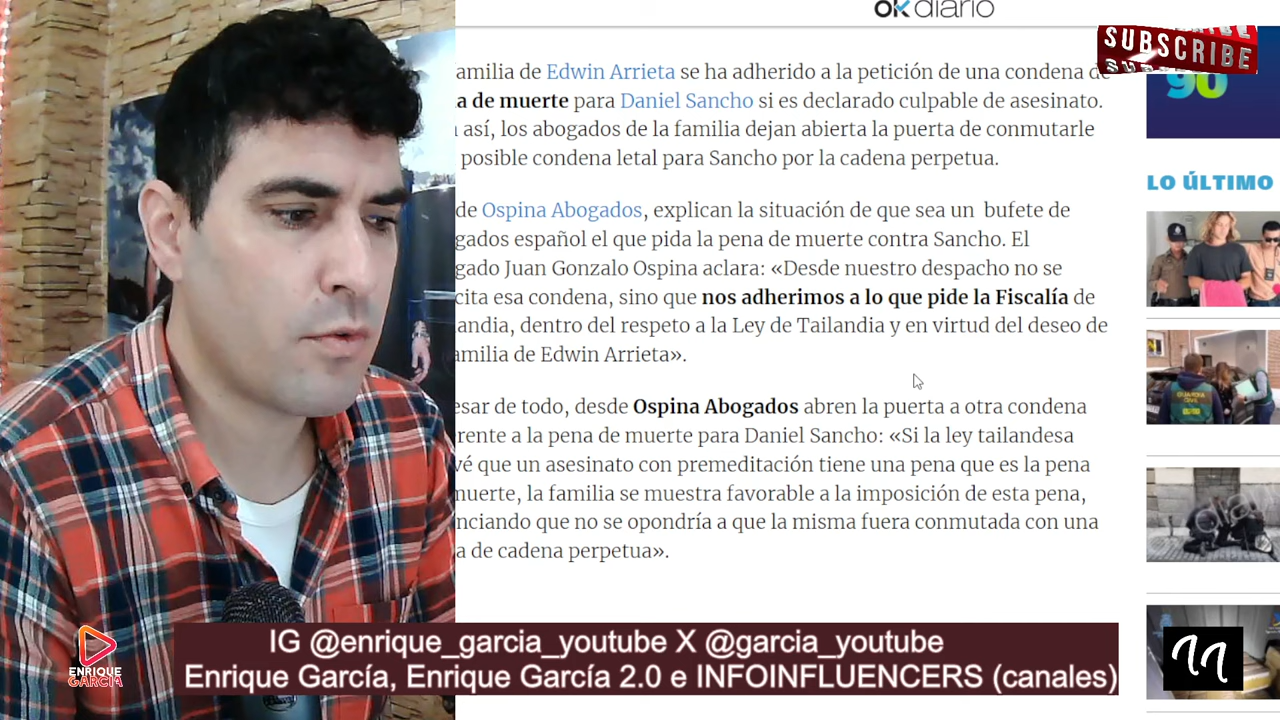 ok diario
SUBSCRIBE
familia de Edwin Arrieta se ha adherido a la petición de una condena de
a de muerte para Daniel Sancho si es declarado culpable de asesinato.
así, los abogados de la familia dejan abierta la puerta de conmutarle
posible condena letal para Sancho por la cadena perpetua.
90
LO ÚLTIMO
de Ospina Abogados, explican la situación de que sea un bufete de
gados español el que pida la pena de muerte contra Sancho. El
gado Juan Gonzalo Ospina aclara: «Desde nuestro despacho no se
cita esa condena, sino que nos adherimos a lo que pide la Fiscalía de
landia, dentro del respeto a la Ley de Tailandia y en virtud del deseo de
amilia de Edwin Arrieta».
esar de todo, desde Ospina Abogados abren la puerta a otra condena
erente a la pena de muerte para Daniel Sancho: «Si la ley tailandesa
vé que un asesinato con premeditación tiene una pena que es la pena
muerte, la familia se muestra favorable a la imposición de esta pena,
nciando que no se opondría a que la misma fuera conmutada con una
a de cadena perpetua».
GUARDIA
CIVIL
IG @enrique_garcia_youtube X @garcia_youtube
Enrique García, Enrique García 2.0 e INFOINFLUENCERS (canales)
ENRIQUE
GARCÍA